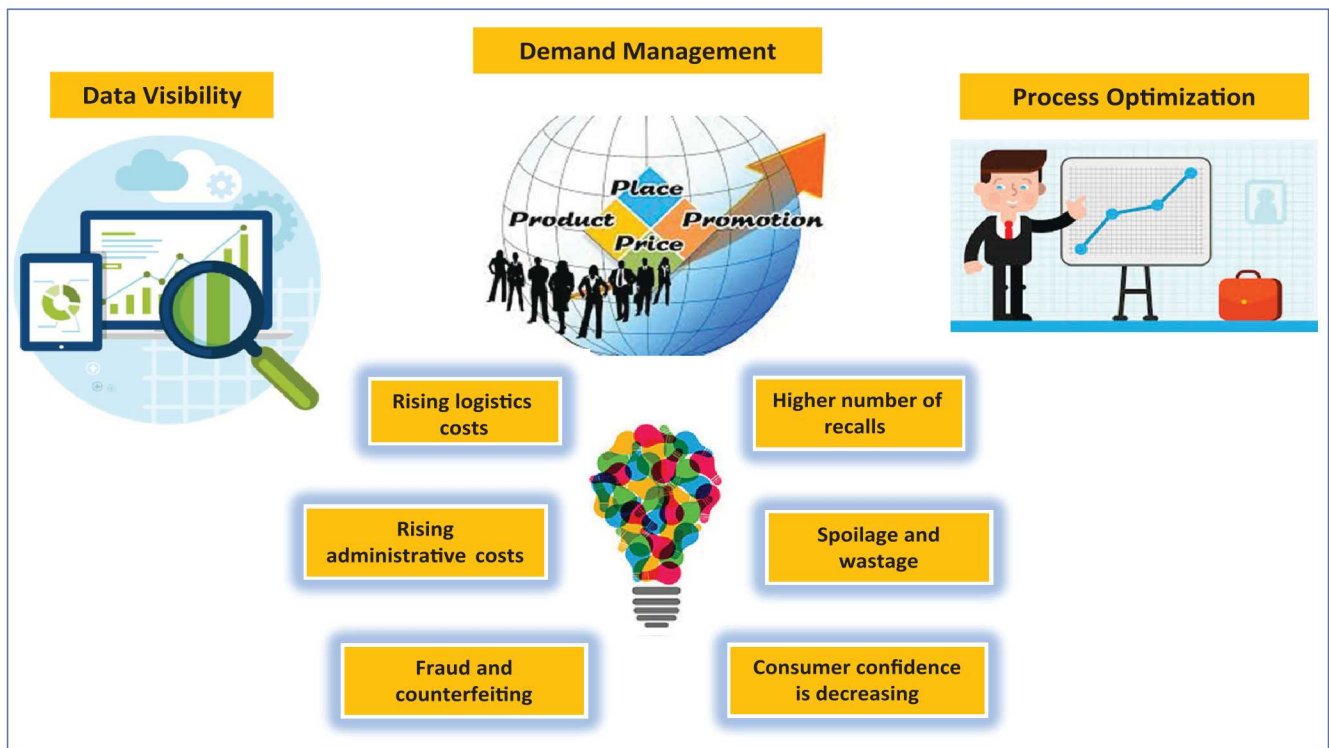 Demand Management
Data Visibility
Process Optimization
Place
Product Promotion
Price
Rising logistics
costs
Higher number of
recalls
Rising
administrative costs
Spoilage and
wastage
Fraud and
counterfeiting
Consumer confidence
is decreasing